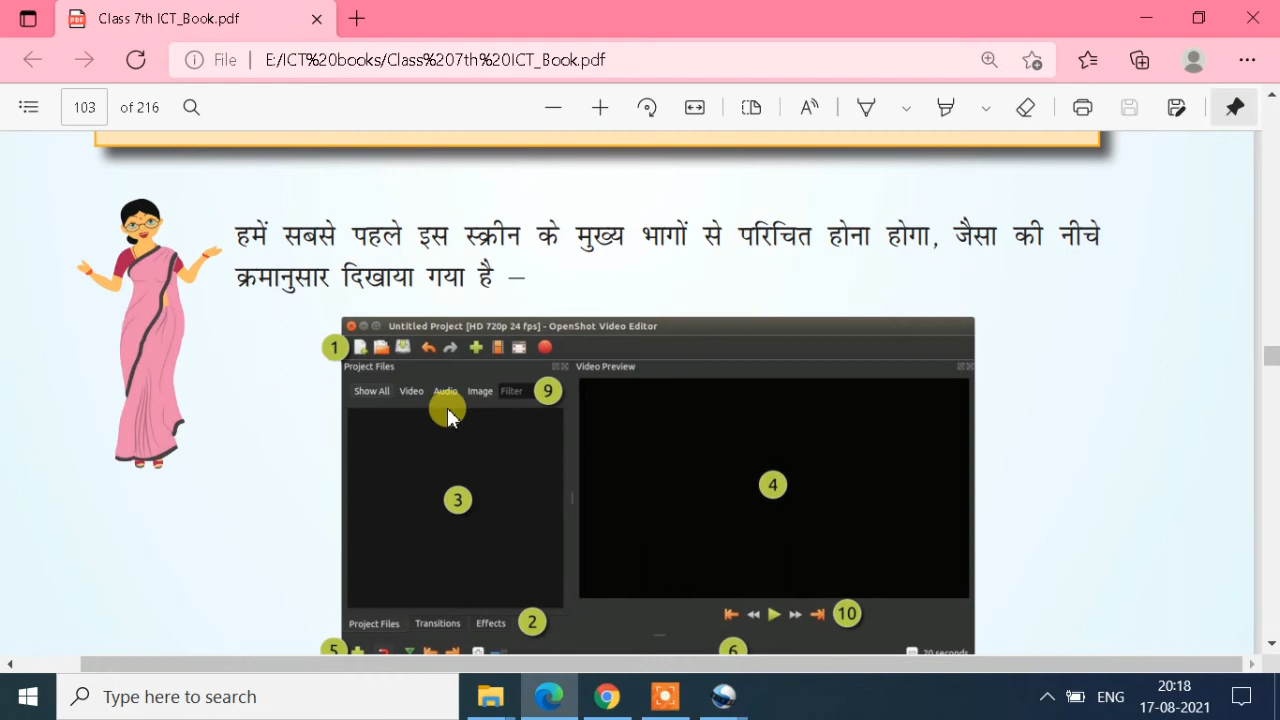 Class 7th ICT_Book.pdf
File E:/ICT%20books/Class%207th%20ICT_Book.pdf
103 of 216
हमें सबसे पहले इस स्क्रीन के मुख्य भागों से परिचित होना होगा, जैसा की नीचे
क्रमानुसार दिखाया गया है –
Untitled Project [HD 720p 24 fps] - OpenShot Video Editor
1
Project Files Video Preview
Show All Video Audio Image Filter 9
3 4
10
Project Files Transitions Effects 2
5 6 20 seconds
Type here to search
ENG 20:18
17-08-2021